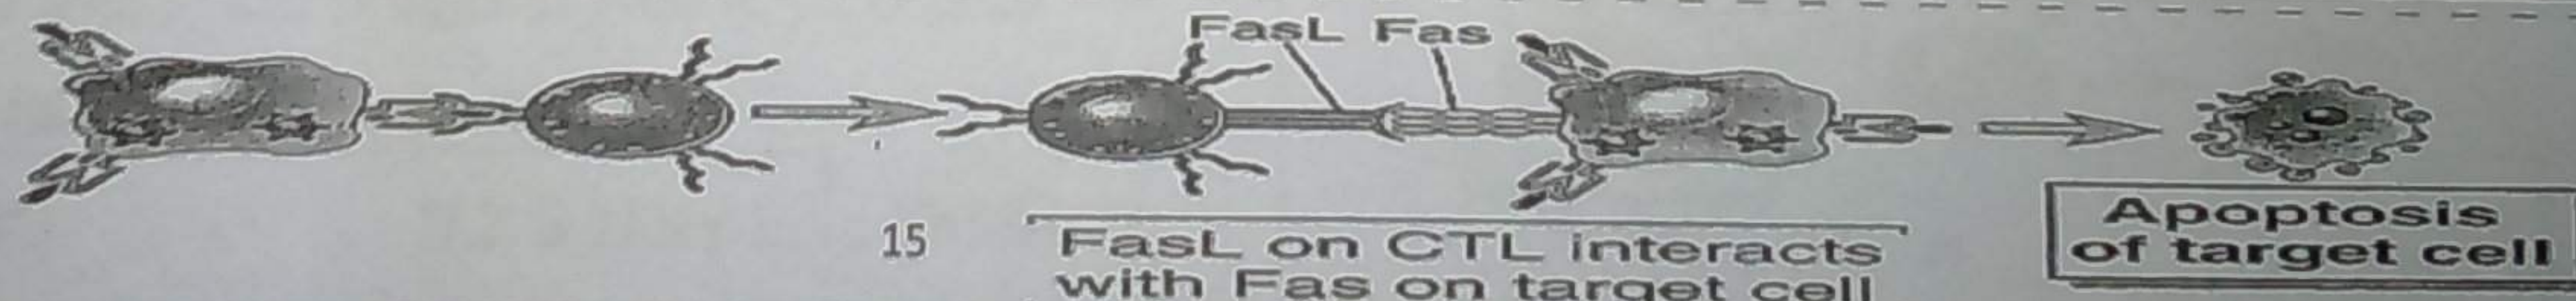 FasL Fas
15
FasL on CTL interacts
with Fas on target cell
Apoptosis
of target cell